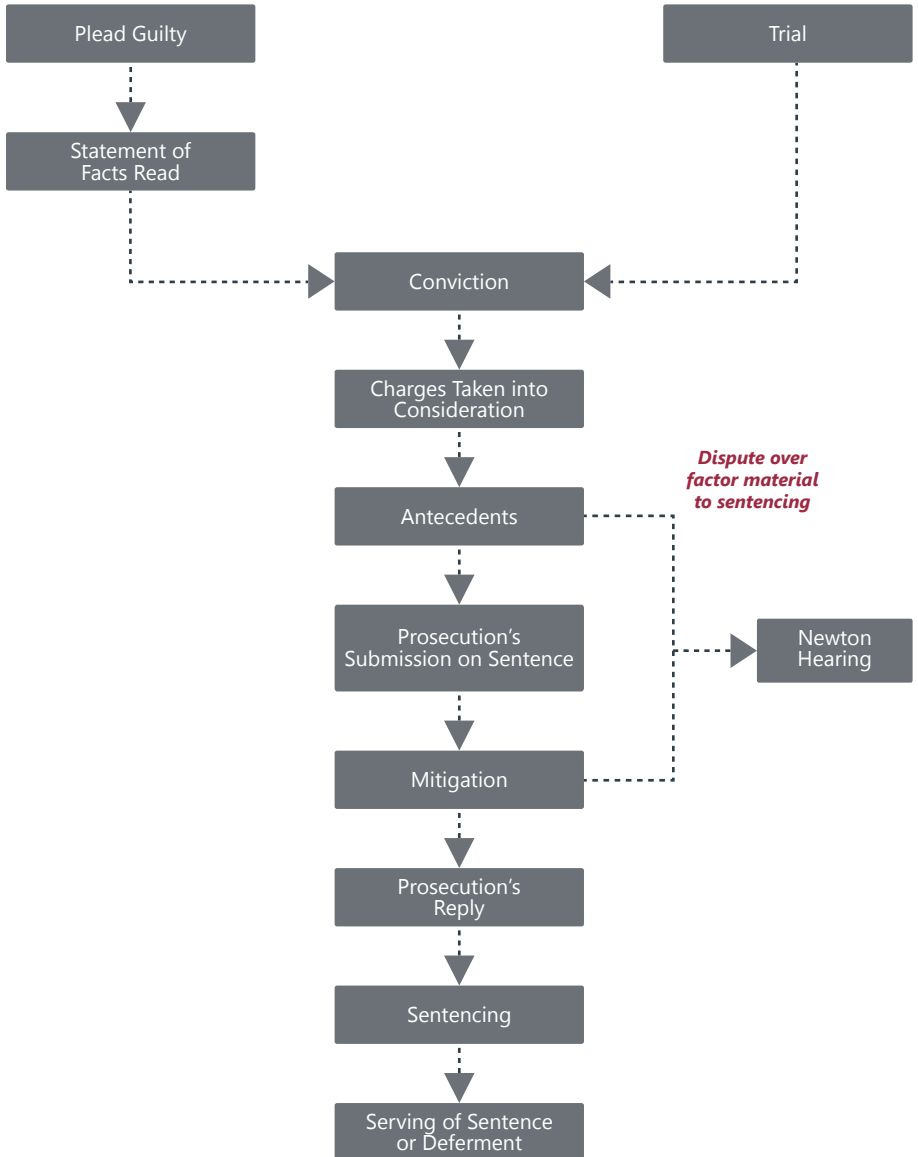 Plead Guilty
Trial
Statement of
Facts Read
Conviction
Charges Taken into
Consideration
Dispute over
factor material
to sentencing
Antecedents
Prosecution's
Submission on Sentence
Newton
Hearing
Mitigation
Prosecution's
Reply
Sentencing
Serving of Sentence
or Deferment